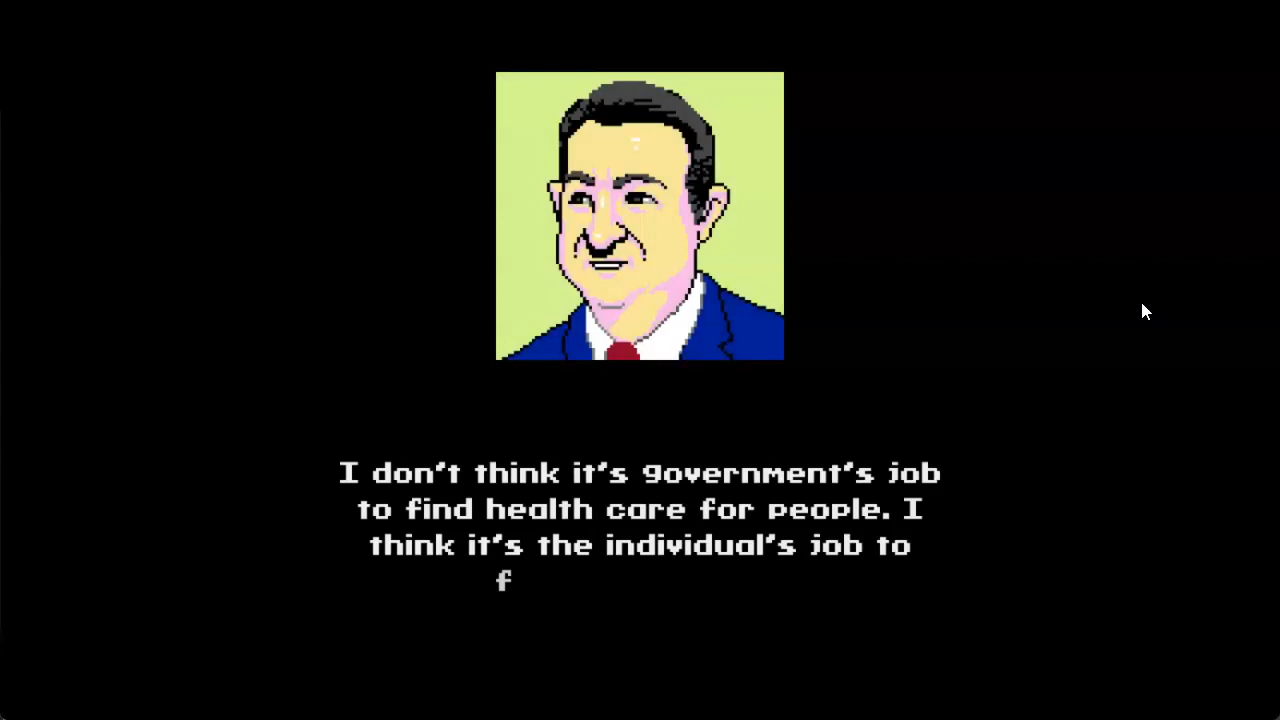 I don't think it's government's job
to find health care for people. I
think it's the individual's job to
f